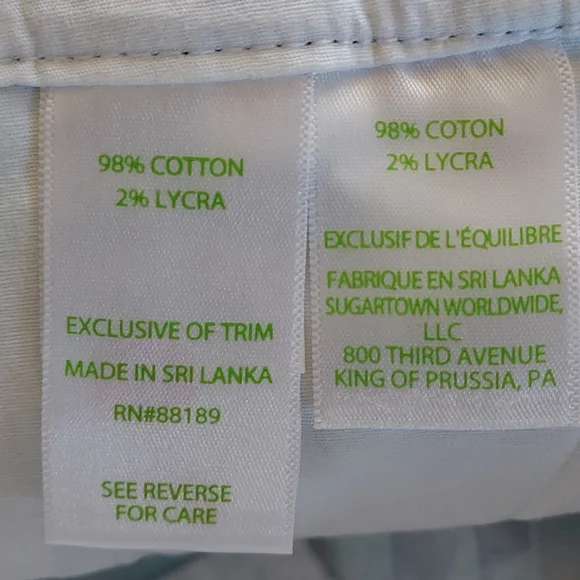 98% COTTON
2% LYCRA
EXCLUSIVE OF TRIM
MADE IN SRI LANKA
RN#88189
SEE REVERSE
FOR CARE
98% COTON
2% LYCRA
EXCLUSIF DE L'ÉQUILIBRE
FABRIQUE EN SRI LANKA
SUGARTOWN WORLDWIDE,
LLC
800 THIRD AVENUE
KING OF PRUSSIA, PA